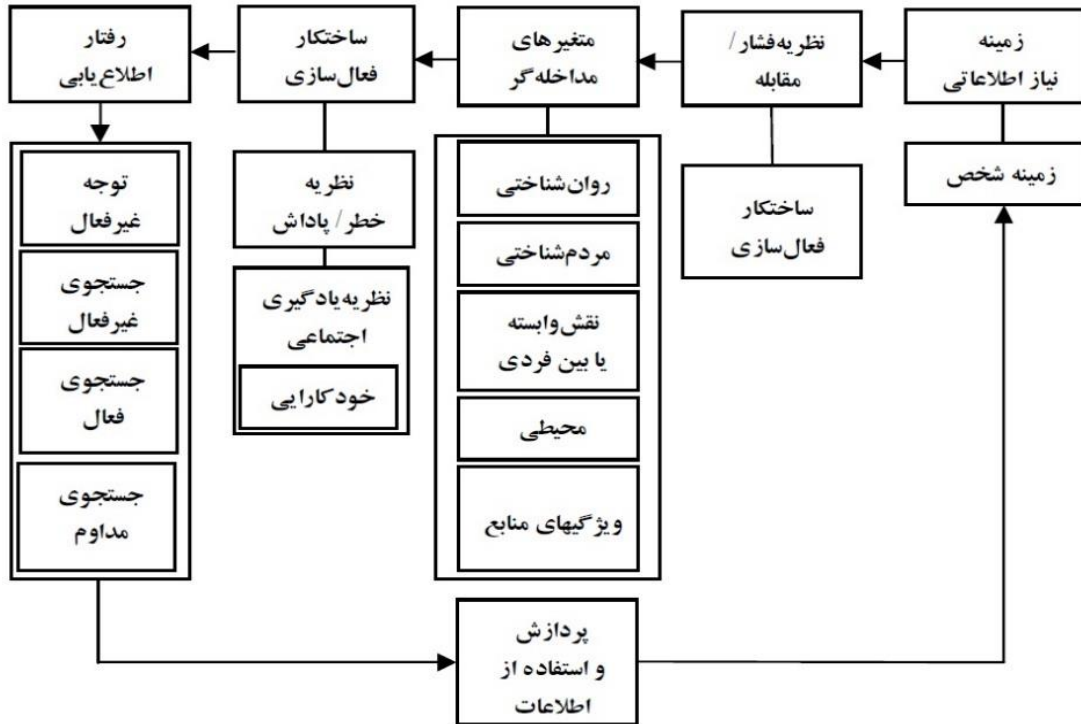 زمینه
نیاز اطلاعاتی
نظریه‌فشار/
مقابله
متغیرهای
مداخله‌گر
ساختکار
فعال‌سازی
رفتار
اطلاع‌یابی
زمینه شخص
ساختکار
فعال‌سازی
روان‌شناختی
مردم‌شناختی
نقش‌وابسته
یا بین فردی
محیطی
ویژگیهای منابع
نظریه
خطر/ پاداش
نظریه‌یادگیری
اجتماعی
خودکارایی
توجه
غیرفعال
جستجوی
غیرفعال
جستجوی
فعال
جستجوی
مداوم
پردازش
و استفاده از
اطلاعات